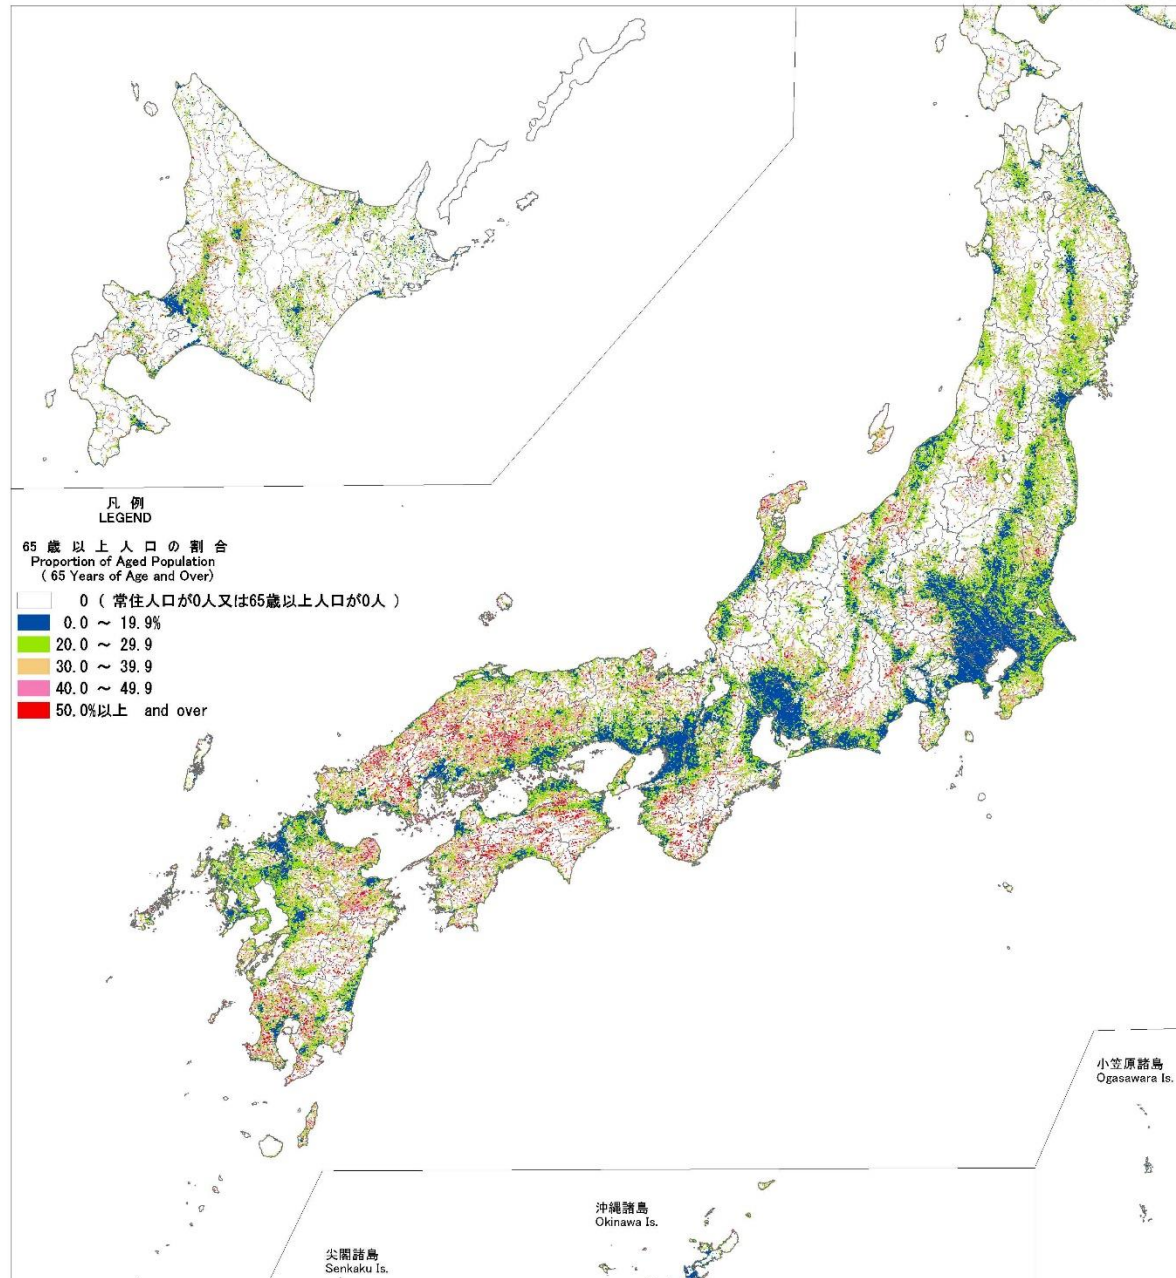 凡 例
LEGEND
65 歳 以 上 人 口 の 割 合
Proportion of Aged Population
( 65 Years of Age and Over)
0 ( 常住人口が0人又は65歳以上人口が0人 )
0.0 ～ 19.9%
20.0 ～ 29.9
30.0 ～ 39.9
40.0 ～ 49.9
50.0%以上 and over
小笠原諸島
Ogasawara Is.
沖縄諸島
Okinawa Is.
尖閣諸島
Senkaku Is.